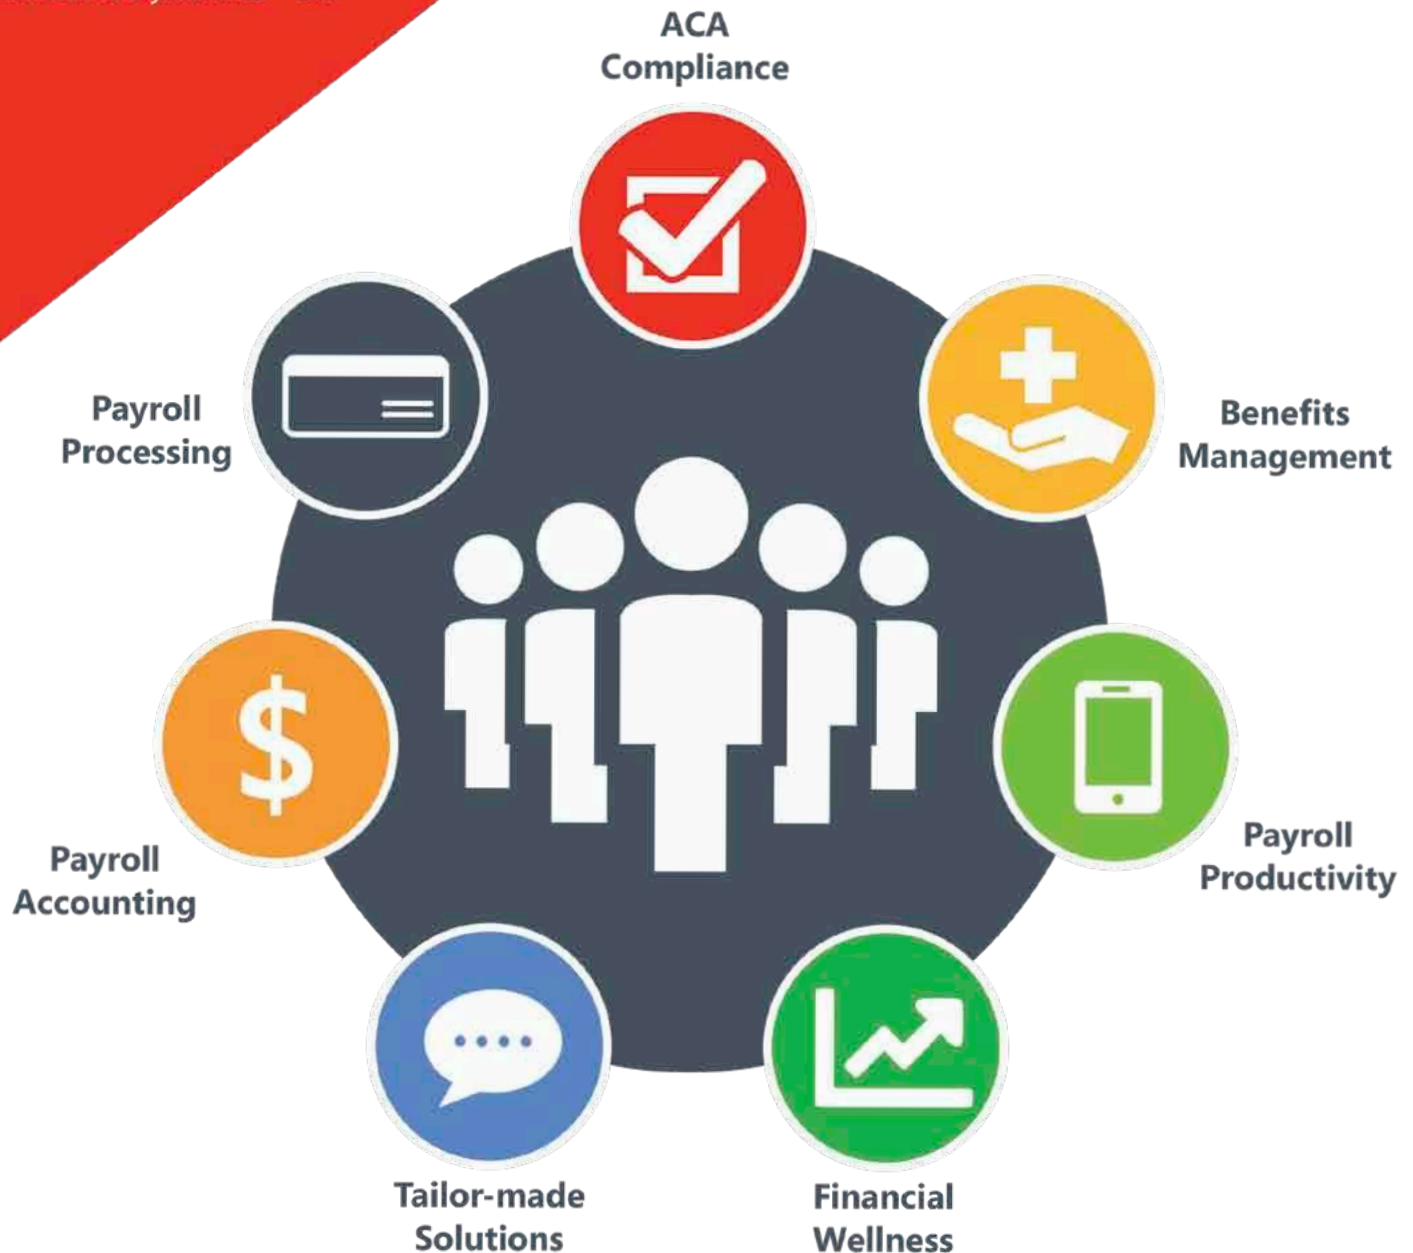 ACA
Compliance
Payroll
Processing
Benefits
Management
$
Payroll
Accounting
Payroll
Productivity
Tailor-made
Solutions
Financial
Wellness